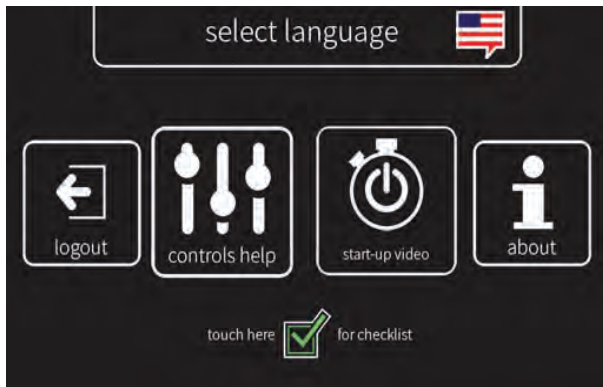 select language
logout
controls help
start-up video
about
touch here
for checklist